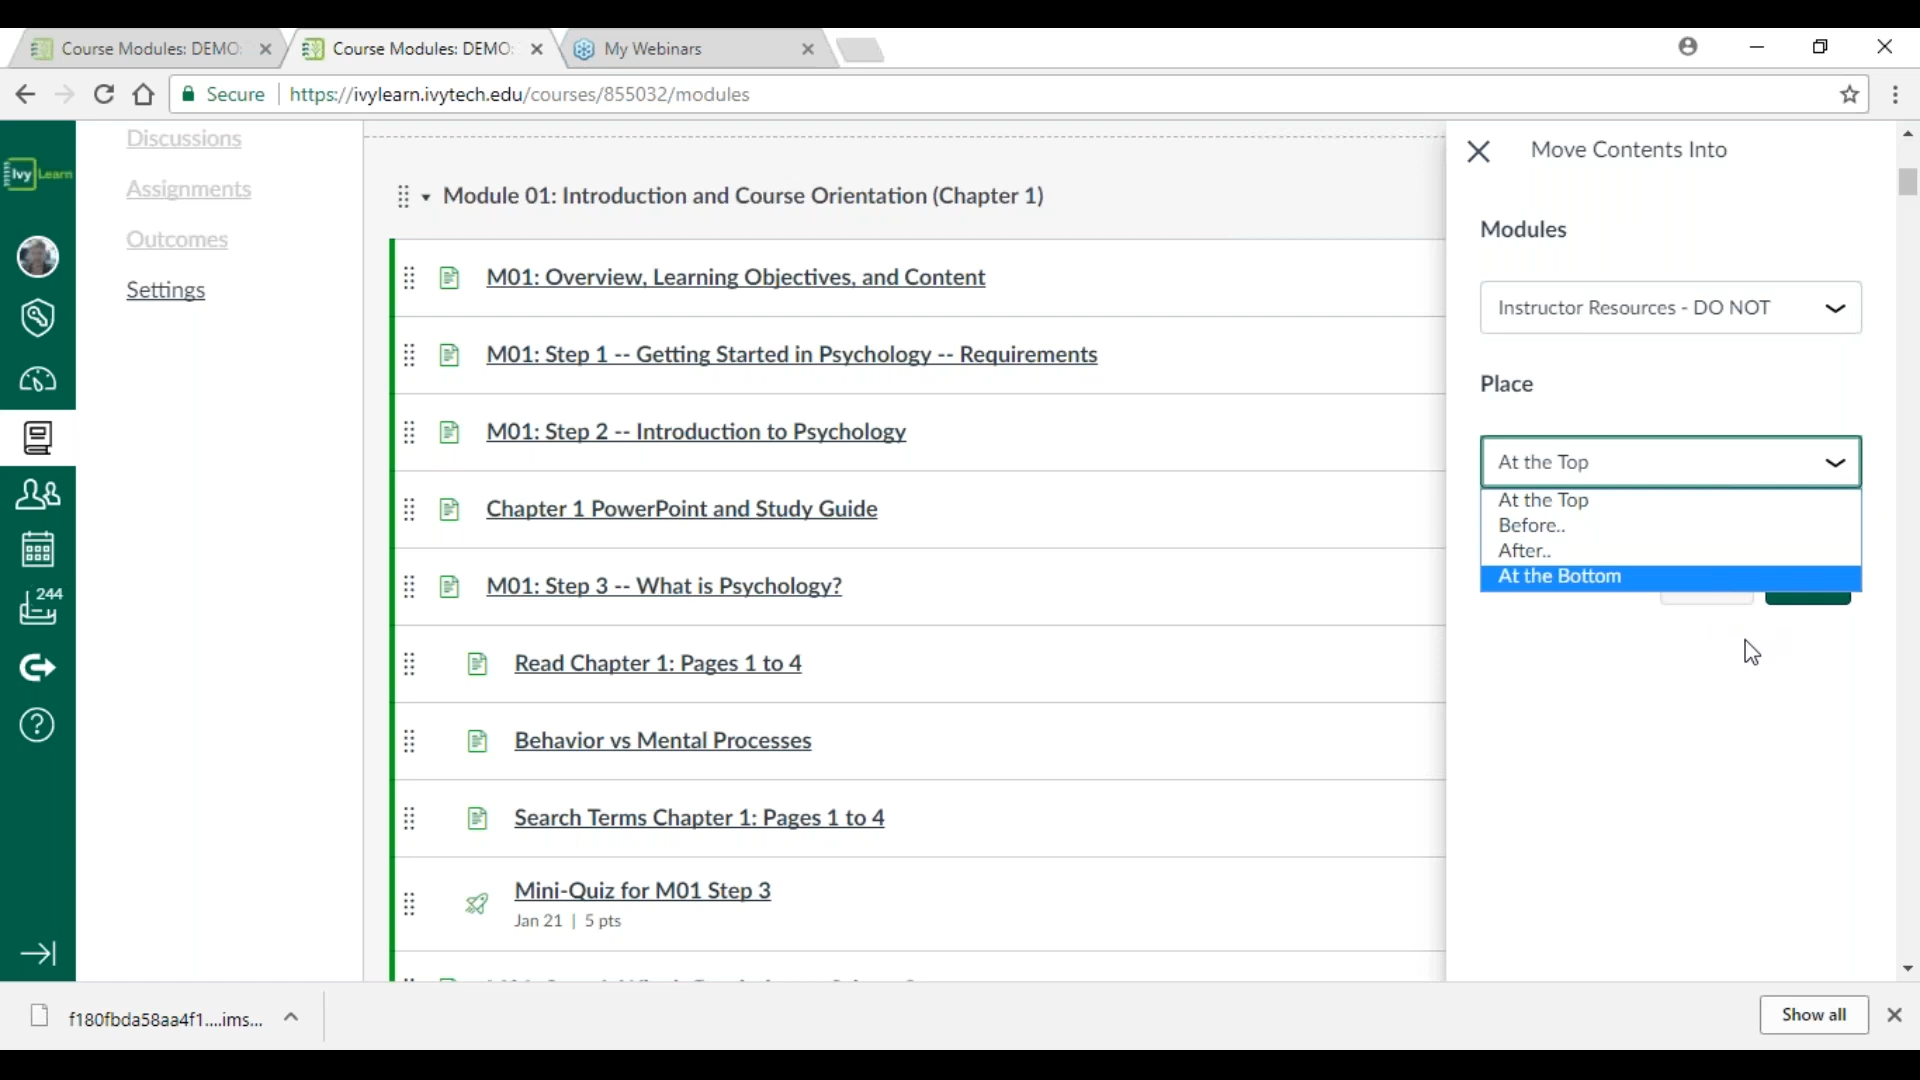 Course Modules: DEMO:
Course Modules: DEMO:
My Webinars
Secure
https://ivylearn.ivytech.edu/courses/855032/modules
Ivy Learn
244
Discussions
Assignments
Outcomes
Settings
Module 01: Introduction and Course Orientation (Chapter 1)
M01: Overview, Learning Objectives, and Content
M01: Step 1 -- Getting Started in Psychology -- Requirements
M01: Step 2 -- Introduction to Psychology
Chapter 1 PowerPoint and Study Guide
M01: Step 3 -- What is Psychology?
Read Chapter 1: Pages 1 to 4
Behavior vs Mental Processes
Search Terms Chapter 1: Pages 1 to 4
Mini-Quiz for M01 Step 3
Jan 21 | 5 pts
Move Contents Into
Modules
Instructor Resources - DO NOT
Place
At the Top
At the Top
Before..
After..
At the Bottom
f180fbda58aa4f1....ims...
Show all